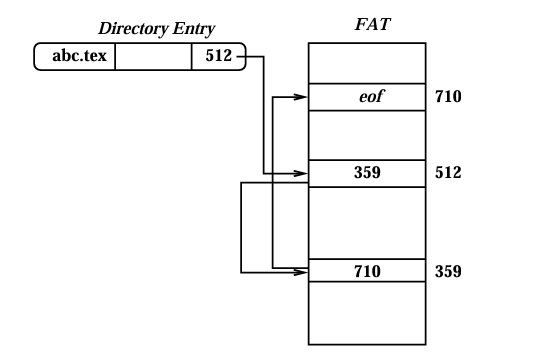 Directory Entry
FAT
abc.tex 512
eof 710
359 512
710 359